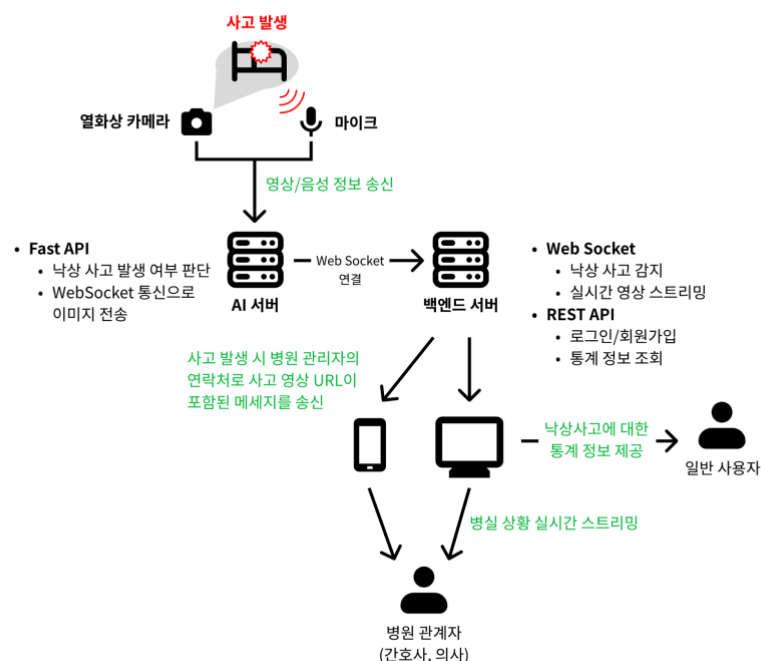 사고 발생
열화상 카메라
마이크
영상/음성 정보 송신
• Fast API
• 낙상 사고 발생 여부 판단
• WebSocket 통신으로
이미지 전송
AI 서버
Web Socket
연결
백엔드 서버
• Web Socket
• 낙상 사고 감지
• 실시간 영상 스트리밍
• REST API
• 로그인/회원가입
• 통계 정보 조회
사고 발생 시 병원 관리자의
연락처로 사고 영상 URL이
포함된 메세지를 송신
낙상사고에 대한
통계 정보 제공
일반 사용자
병실 상황 실시간 스트리밍
병원 관계자
(간호사, 의사)